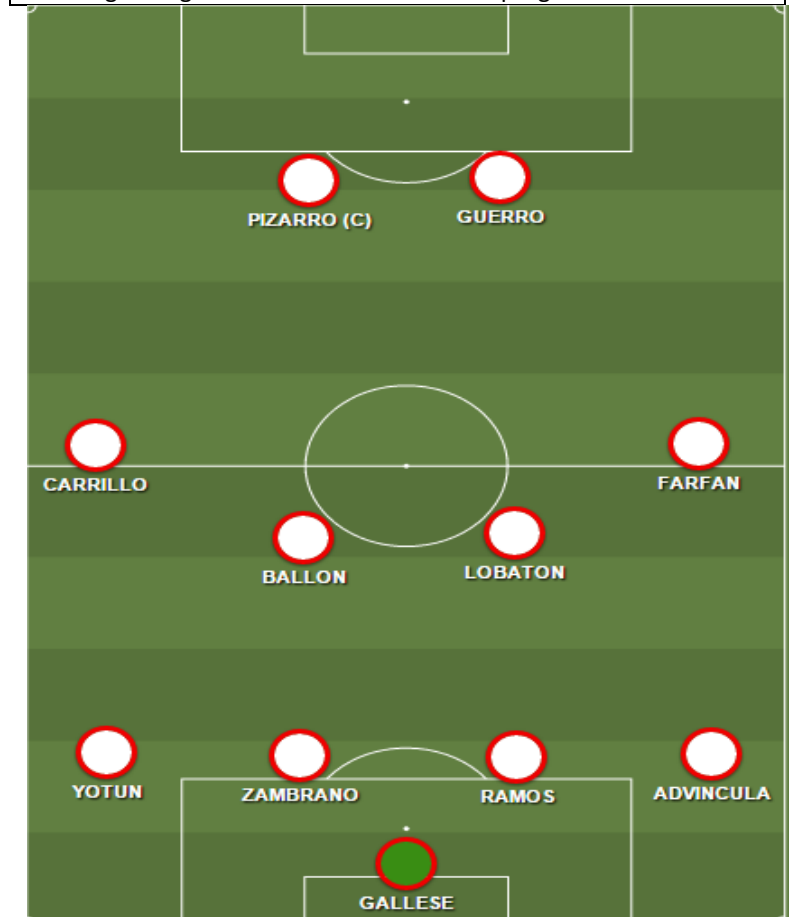 PIZARRO (C)
GUERRO
CARRILLO
FARFAN
BALLON
LOBATON
YOTUN
ZAMBRANO
RAMOS
ADVINCULA
GALLESE